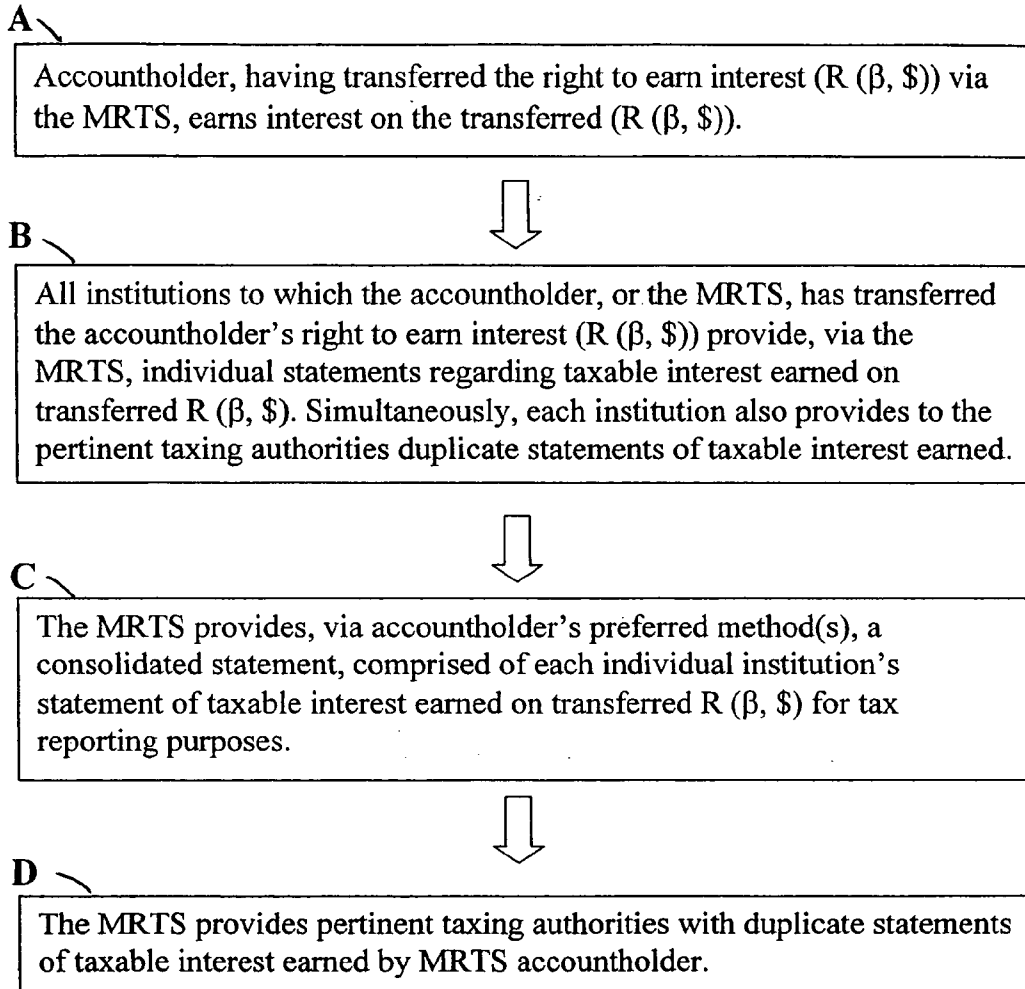 A
Accountholder, having transferred the right to earn interest (R (β, $)) via
the MRTS, earns interest on the transferred (R (β, $)).
B
All institutions to which the accountholder, or the MRTS, has transferred
the accountholder's right to earn interest (R (β, $)) provide, via the
MRTS, individual statements regarding taxable interest earned on
transferred R (β, $). Simultaneously, each institution also provides to the
pertinent taxing authorities duplicate statements of taxable interest earned.
C
The MRTS provides, via accountholder's preferred method(s), a
consolidated statement, comprised of each individual institution's
statement of taxable interest earned on transferred R (β, $) for tax
reporting purposes.
D
The MRTS provides pertinent taxing authorities with duplicate statements
of taxable interest earned by MRTS accountholder.